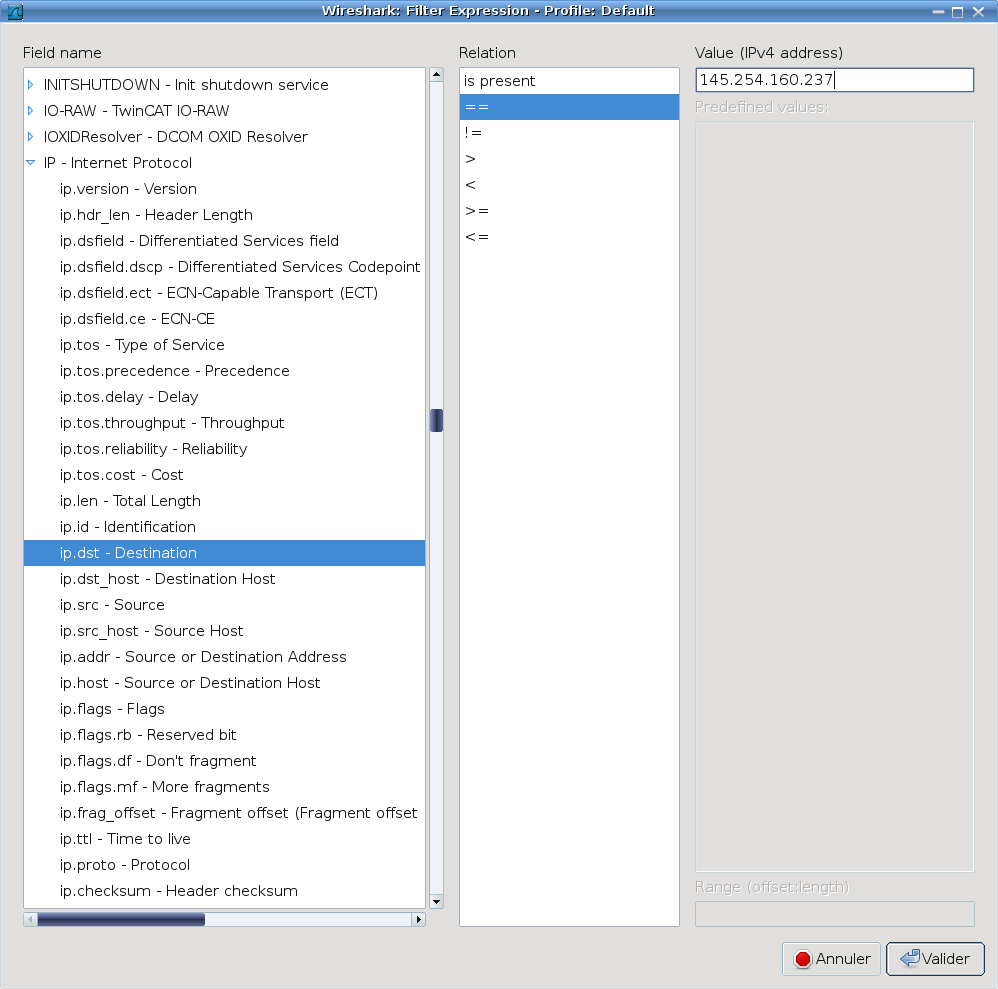 Wireshark: Filter Expression - Profile: Default
Field name
INITSHUTDOWN - Init shutdown service
IO-RAW - TwinCAT IO-RAW
IOXIDResolver - DCOM OXID Resolver
IP - Internet Protocol
ip.version - Version
ip.hdr_len - Header Length
ip.dsfield - Differentiated Services field
ip.dsfield.dscp - Differentiated Services Codepoint
ip.dsfield.ect - ECN-Capable Transport (ECT)
ip.dsfield.ce - ECN-CE
ip.tos - Type of Service
ip.tos.precedence - Precedence
ip.tos.delay - Delay
ip.tos.throughput - Throughput
ip.tos.reliability - Reliability
ip.tos.cost - Cost
ip.len - Total Length
ip.id - Identification
ip.dst - Destination
ip.dst_host - Destination Host
ip.src - Source
ip.src_host - Source Host
ip.addr - Source or Destination Address
ip.host - Source or Destination Host
ip.flags - Flags
ip.flags.rb - Reserved bit
ip.flags.df - Don't fragment
ip.flags.mf - More fragments
ip.frag_offset - Fragment offset (Fragment offset
ip.ttl - Time to live
ip.proto - Protocol
ip.checksum - Header checksum
Relation
is present
==
!=
>
<
>=
<=
Value (IPv4 address)
145.254.160.237
Predefined values:
Range (offset:length)
Annuler
Valider